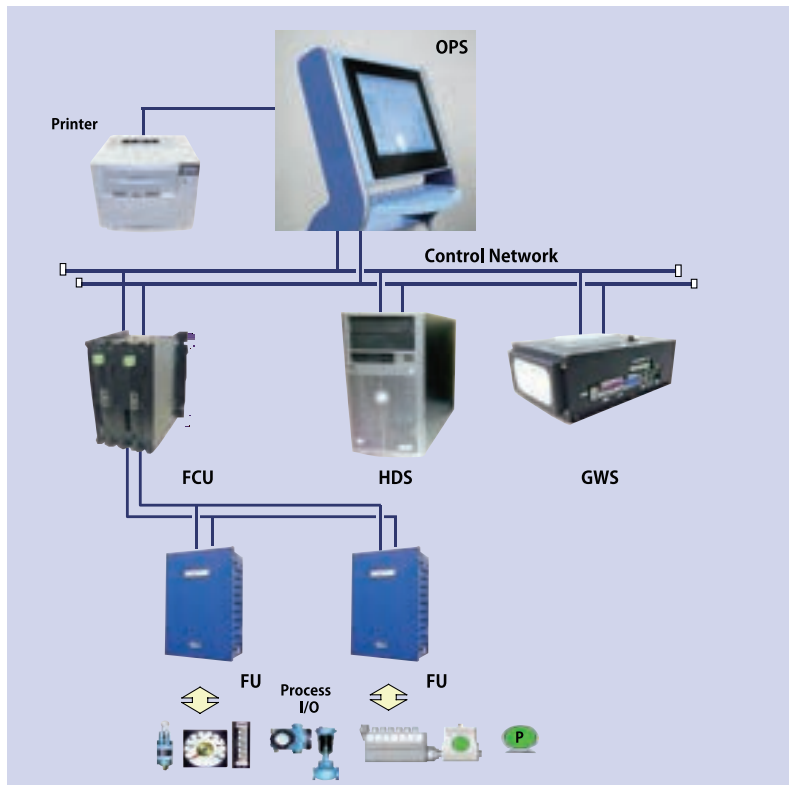 OPS
Printer
Control Network
FCU
HDS
GWS
FU
Process
I/O
FU
P